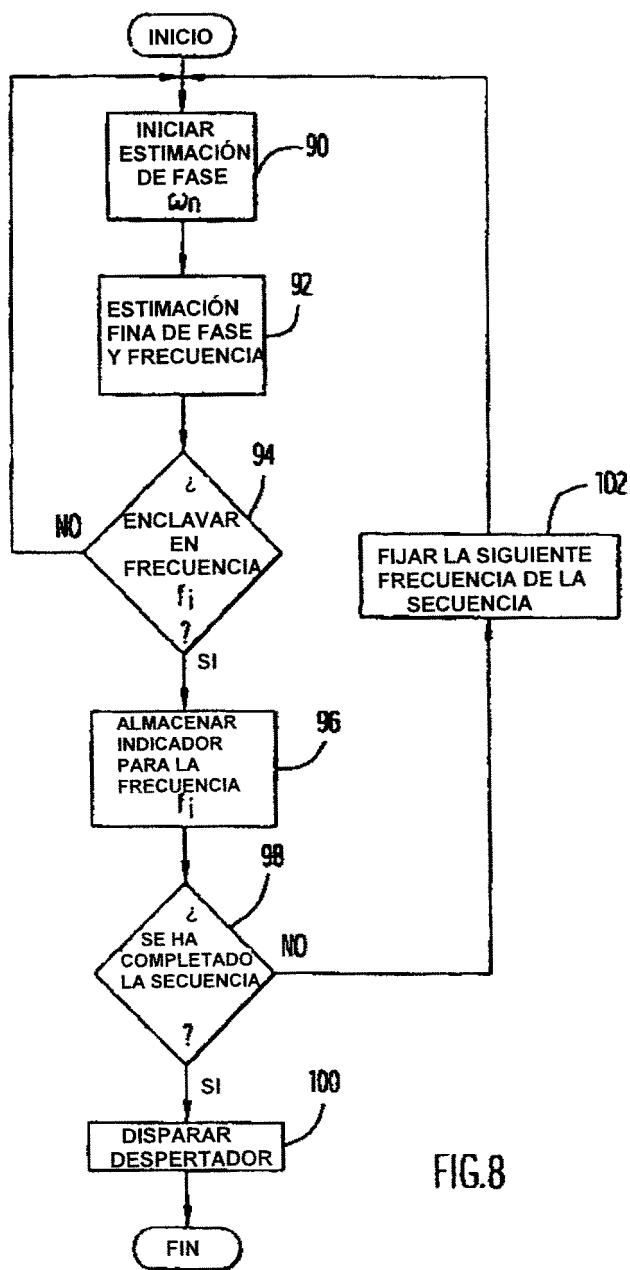 INICIO
INICIAR
ESTIMACIÓN
DE FASE
ωn
90
ESTIMACIÓN
FINA DE FASE
Y FRECUENCIA
92
¿
ENCLAVAR
EN
FRECUENCIA
fi
?
94
NO
SI
ALMACENAR
INDICADOR
PARA LA
FRECUENCIA
fi
96
¿
SE HA
COMPLETADO
LA SECUENCIA
?
98
NO
102
FIJAR LA SIGUIENTE
FRECUENCIA DE LA
SECUENCIA
SI
100
DISPARAR
DESPERTADOR
FIN
FIG.8